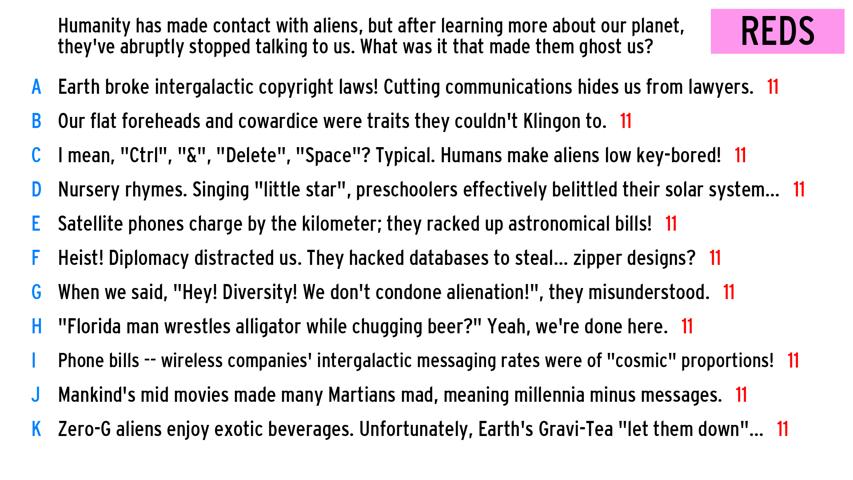 Humanity has made contact with aliens, but after learning more about our planet,
they've abruptly stopped talking to us. What was it that made them ghost us?
REDS
A Earth broke intergalactic copyright laws! Cutting communications hides us from lawyers. 11
B Our flat foreheads and cowardice were traits they couldn't Klingon to. 11
C I mean, "Ctrl", "&", "Delete", "Space"? Typical. Humans make aliens low key-bored! 11
D Nursery rhymes. Singing "little star", preschoolers effectively belittled their solar system... 11
E Satellite phones charge by the kilometer; they racked up astronomical bills! 11
F Heist! Diplomacy distracted us. They hacked databases to steal... zipper designs? 11
G When we said, "Hey! Diversity! We don't condone alienation!", they misunderstood. 11
H "Florida man wrestles alligator while chugging beer?" Yeah, we're done here. 11
I Phone bills -- wireless companies' intergalactic messaging rates were of "cosmic" proportions! 11
J Mankind's mid movies made many Martians mad, meaning millennia minus messages. 11
K Zero-G aliens enjoy exotic beverages. Unfortunately, Earth's Gravi-Tea "let them down"... 11